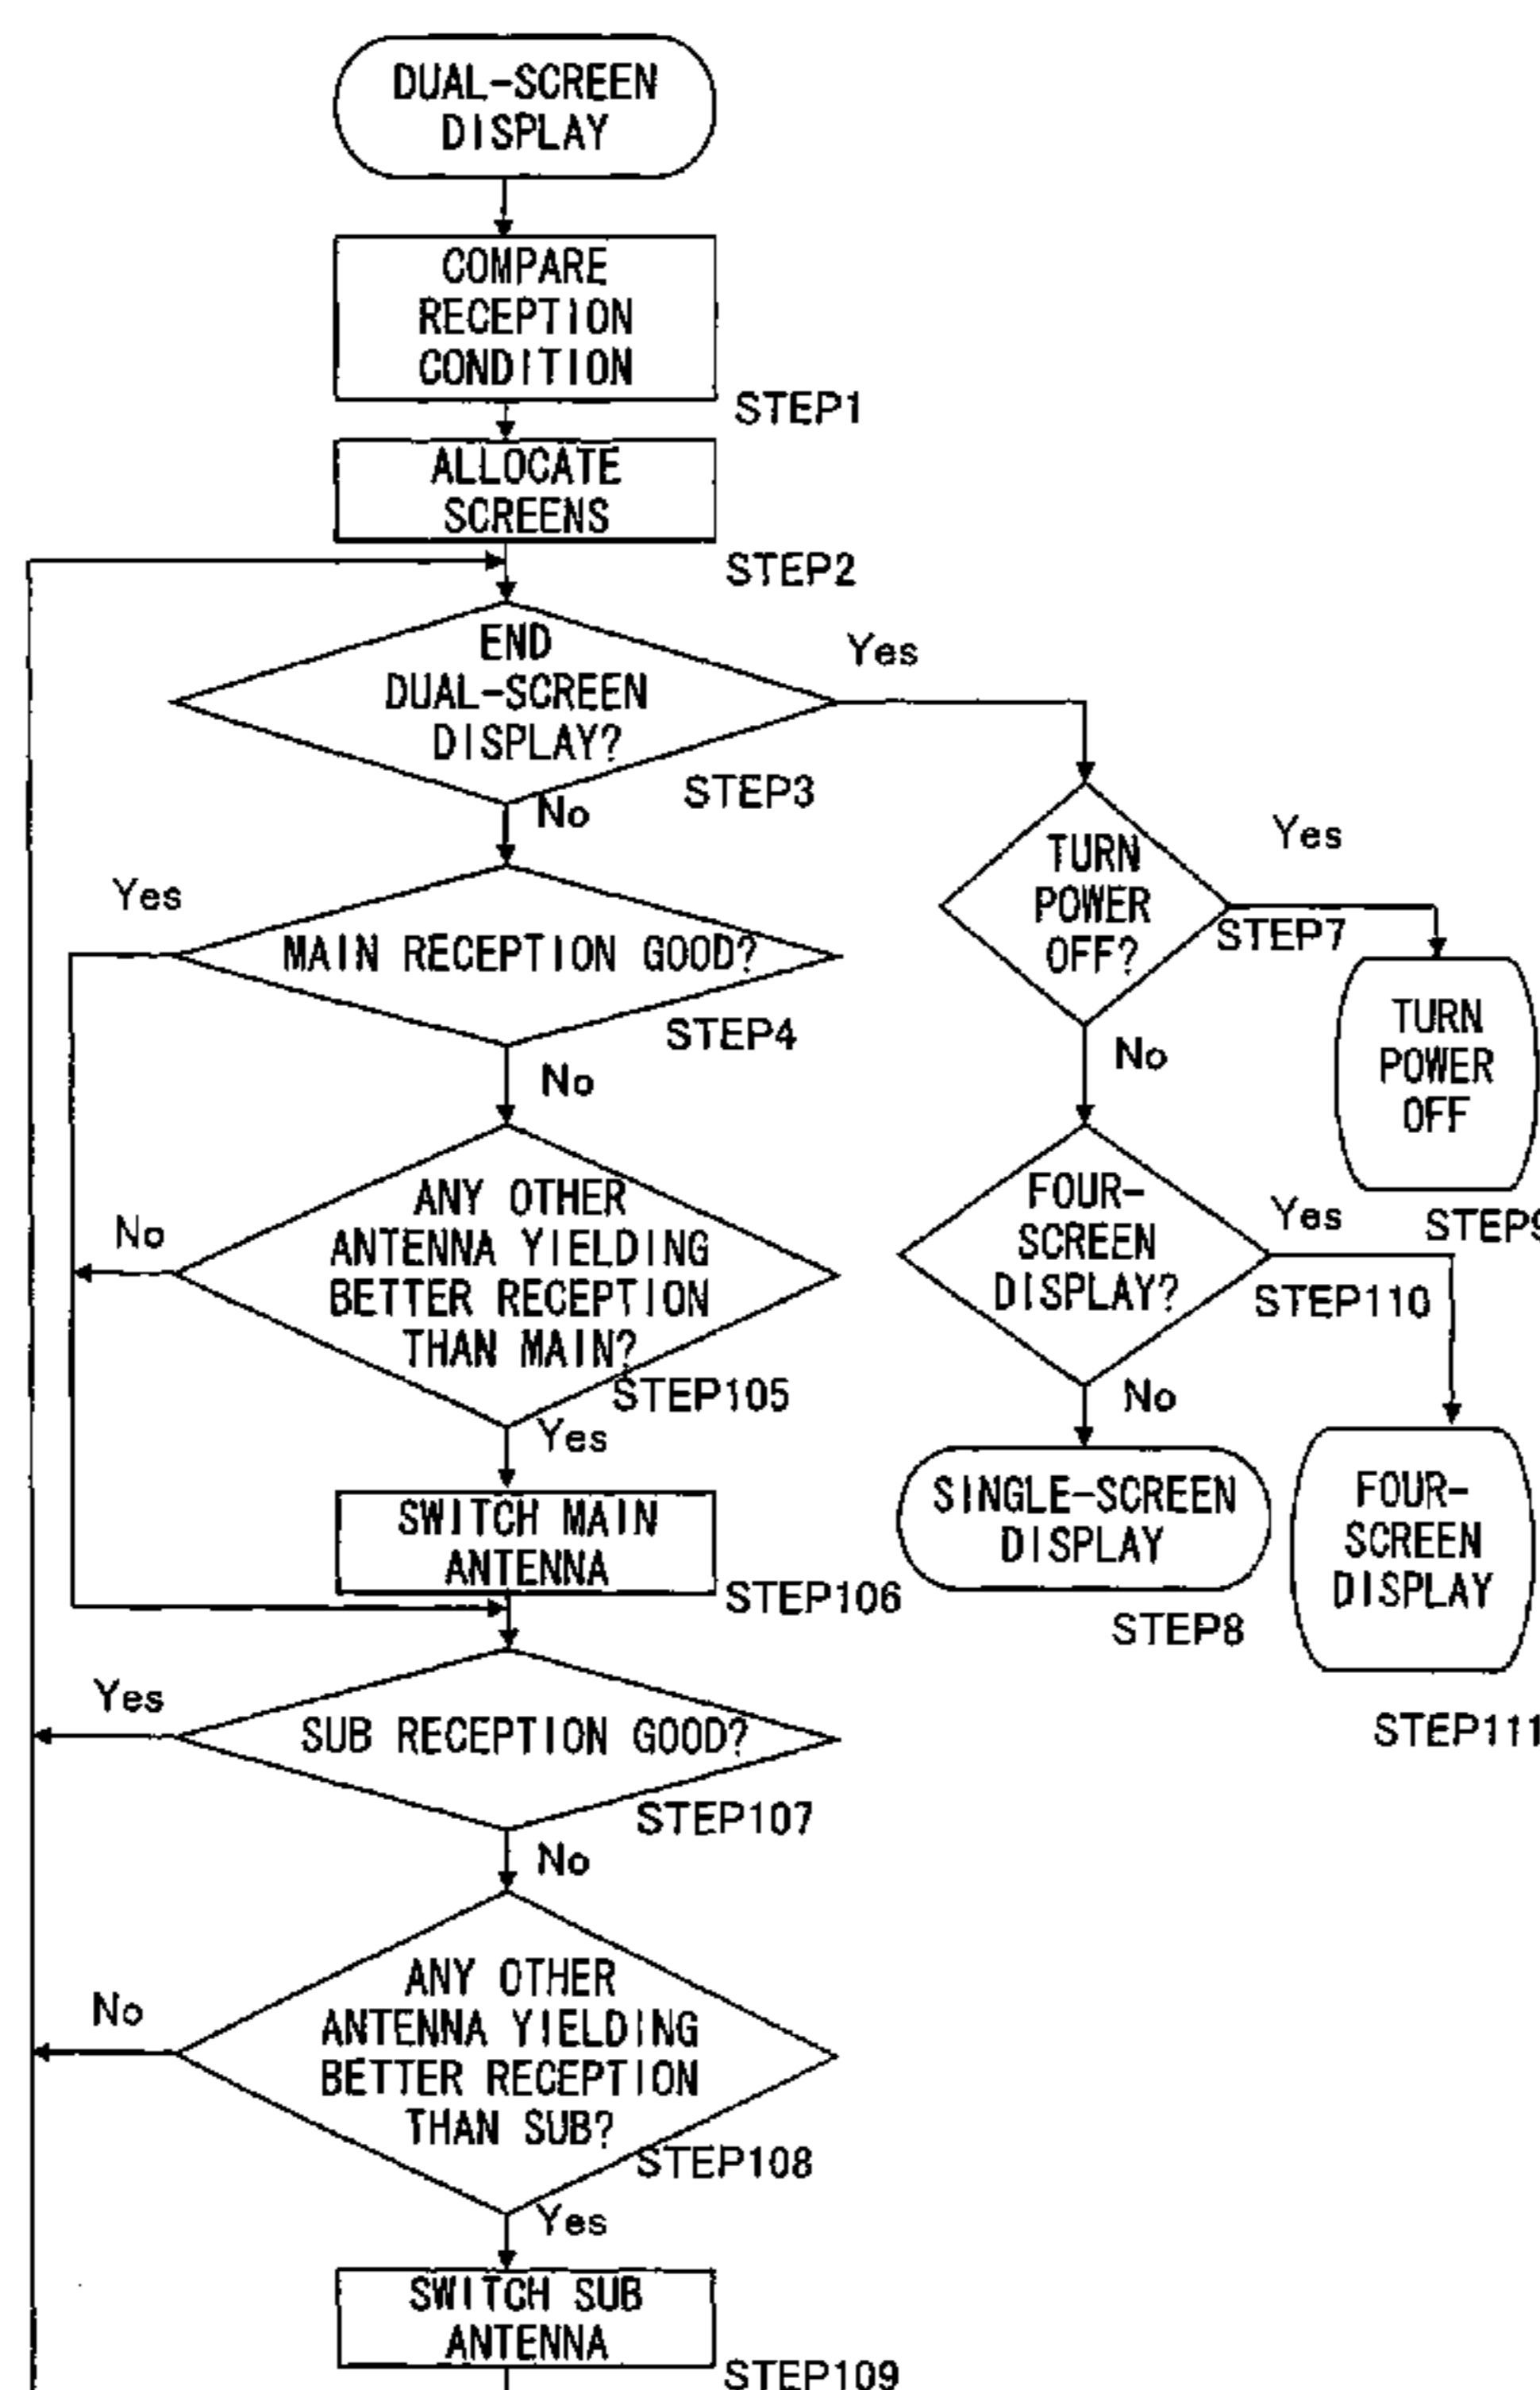 DUAL-SCREEN
DISPLAY
COMPARE
RECEPTION
CONDITION
STEP1
ALLOCATE
SCREENS
STEP2
END
DUAL-SCREEN
DISPLAY?
Yes
STEP3
No
TURN
POWER
OFF?
Yes
STEP7
TURN
POWER
OFF
STEP9
Yes
MAIN RECEPTION GOOD?
STEP4
No
No
ANY OTHER
ANTENNA YIELDING
BETTER RECEPTION
THAN MAIN?
No
STEP105
Yes
FOUR-
SCREEN
DISPLAY?
Yes
STEP110
No
SINGLE-SCREEN
DISPLAY
STEP8
FOUR-
SCREEN
DISPLAY
STEP111
SWITCH MAIN
ANTENNA
STEP106
Yes
SUB RECEPTION GOOD?
STEP107
No
ANY OTHER
ANTENNA YIELDING
BETTER RECEPTION
THAN SUB?
No
STEP108
Yes
SWITCH SUB
ANTENNA
STEP109